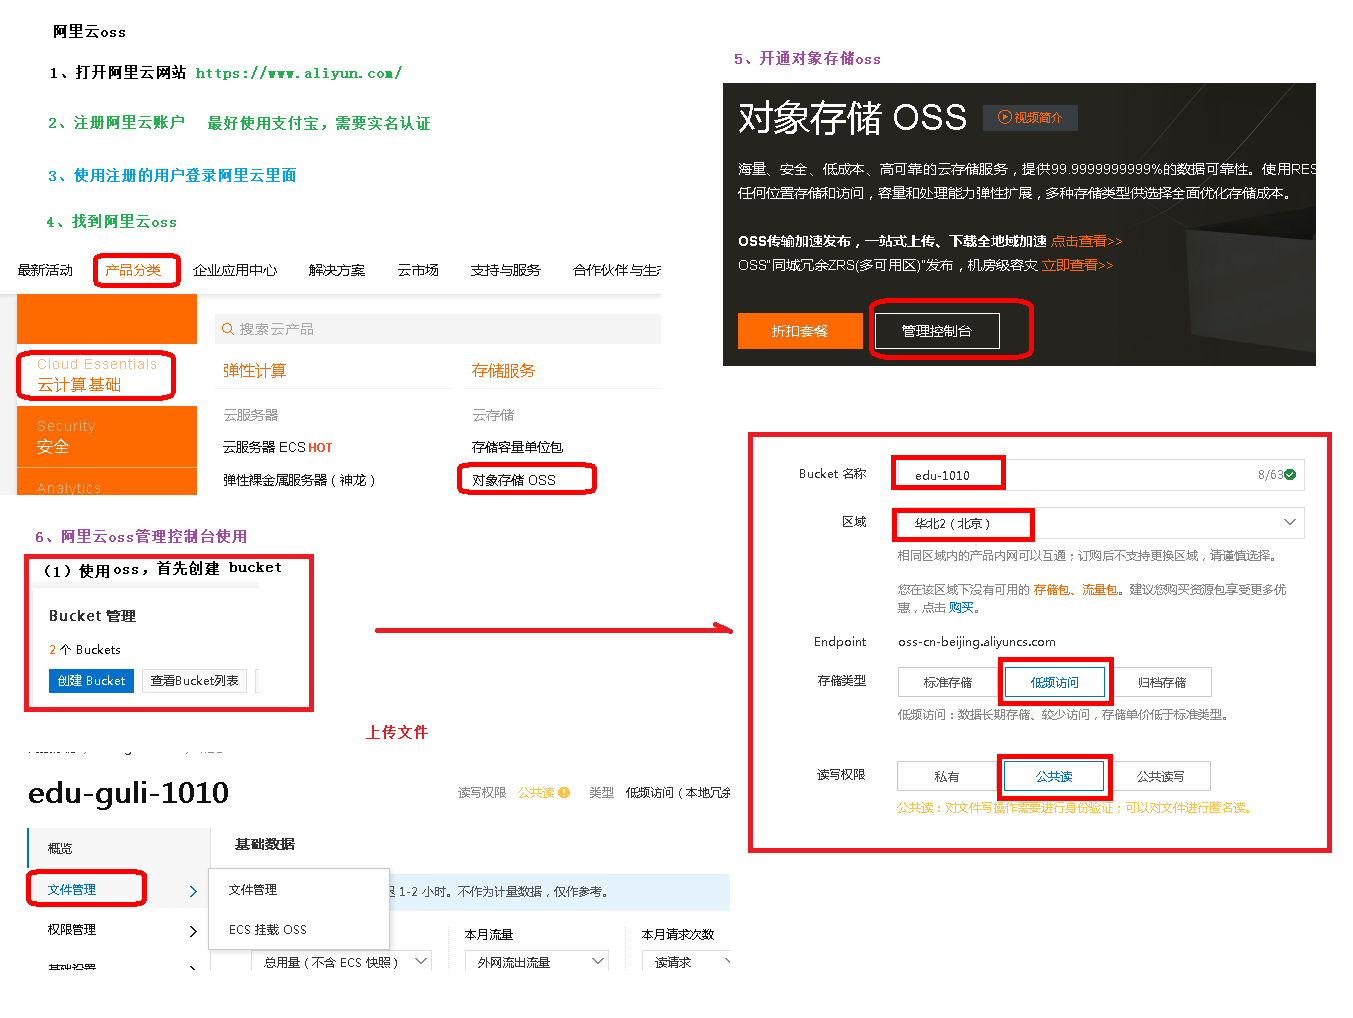 阿里云oss
1、打开阿里云网站 https://www.aliyun.com/
2、注册阿里云账户 最好使用支付宝，需要实名认证
3、使用注册的用户登录阿里云里面
4、找到阿里云oss
最新活动 产品分类 企业应用中心 解决方案 云市场 支持与服务 合作伙伴与生
搜索云产品
Cloud Essentials
云计算基础
弹性计算 存储服务
云服务器 云存储
Security
安全
云服务器 ECS HOT 存储容量单位包
弹性裸金属服务器（神龙） 对象存储 OSS
Analytics
5、开通对象存储oss
对象存储 OSS 视频简介
海量、安全、低成本、高可靠的云存储服务，提供99.9999999999%的数据可靠性。使用RES
任何位置存储和访问，容量和处理能力弹性扩展，多种存储类型供选择全面优化存储成本。
OSS传输加速发布，一站式上传、下载全地域加速 点击查看>>
OSS“同城冗余ZRS(多可用区)”发布，机房级容灾 立即查看>>
折扣套餐 管理控制台
6、阿里云oss管理控制台使用
（1）使用oss，首先创建 bucket
Bucket 管理
2 个 Buckets
创建 Bucket 查看Bucket列表
Bucket 名称 edu-1010 8/63
区域 华北2（北京）
相同区域内的产品内网可以互通；订购后不支持更换区域，请谨慎选择。
您在该区域下没有可用的 存储包、流量包。建议您购买资源包享受更多优
惠，点击 购买。
Endpoint oss-cn-beijing.aliyuncs.com
存储类型 标准存储 低频访问 归档存储
低频访问：数据长期存储、较少访问，存储单价低于标准类型。
读写权限 私有 公共读 公共读写
公共读：对文件写操作需要进行身份验证；可以对文件进行匿名读。
上传文件
edu-guli-1010 读写权限 公共读 类型 低频访问（本地冗余
概览 基础数据
文件管理 文件管理 1-2 小时。不作为计量数据，仅作参考。
权限管理 ECS 挂载 OSS 本月流量 本月请求次数
基础设置 总用量（不含 ECS 快照） 外网流出流量 读请求